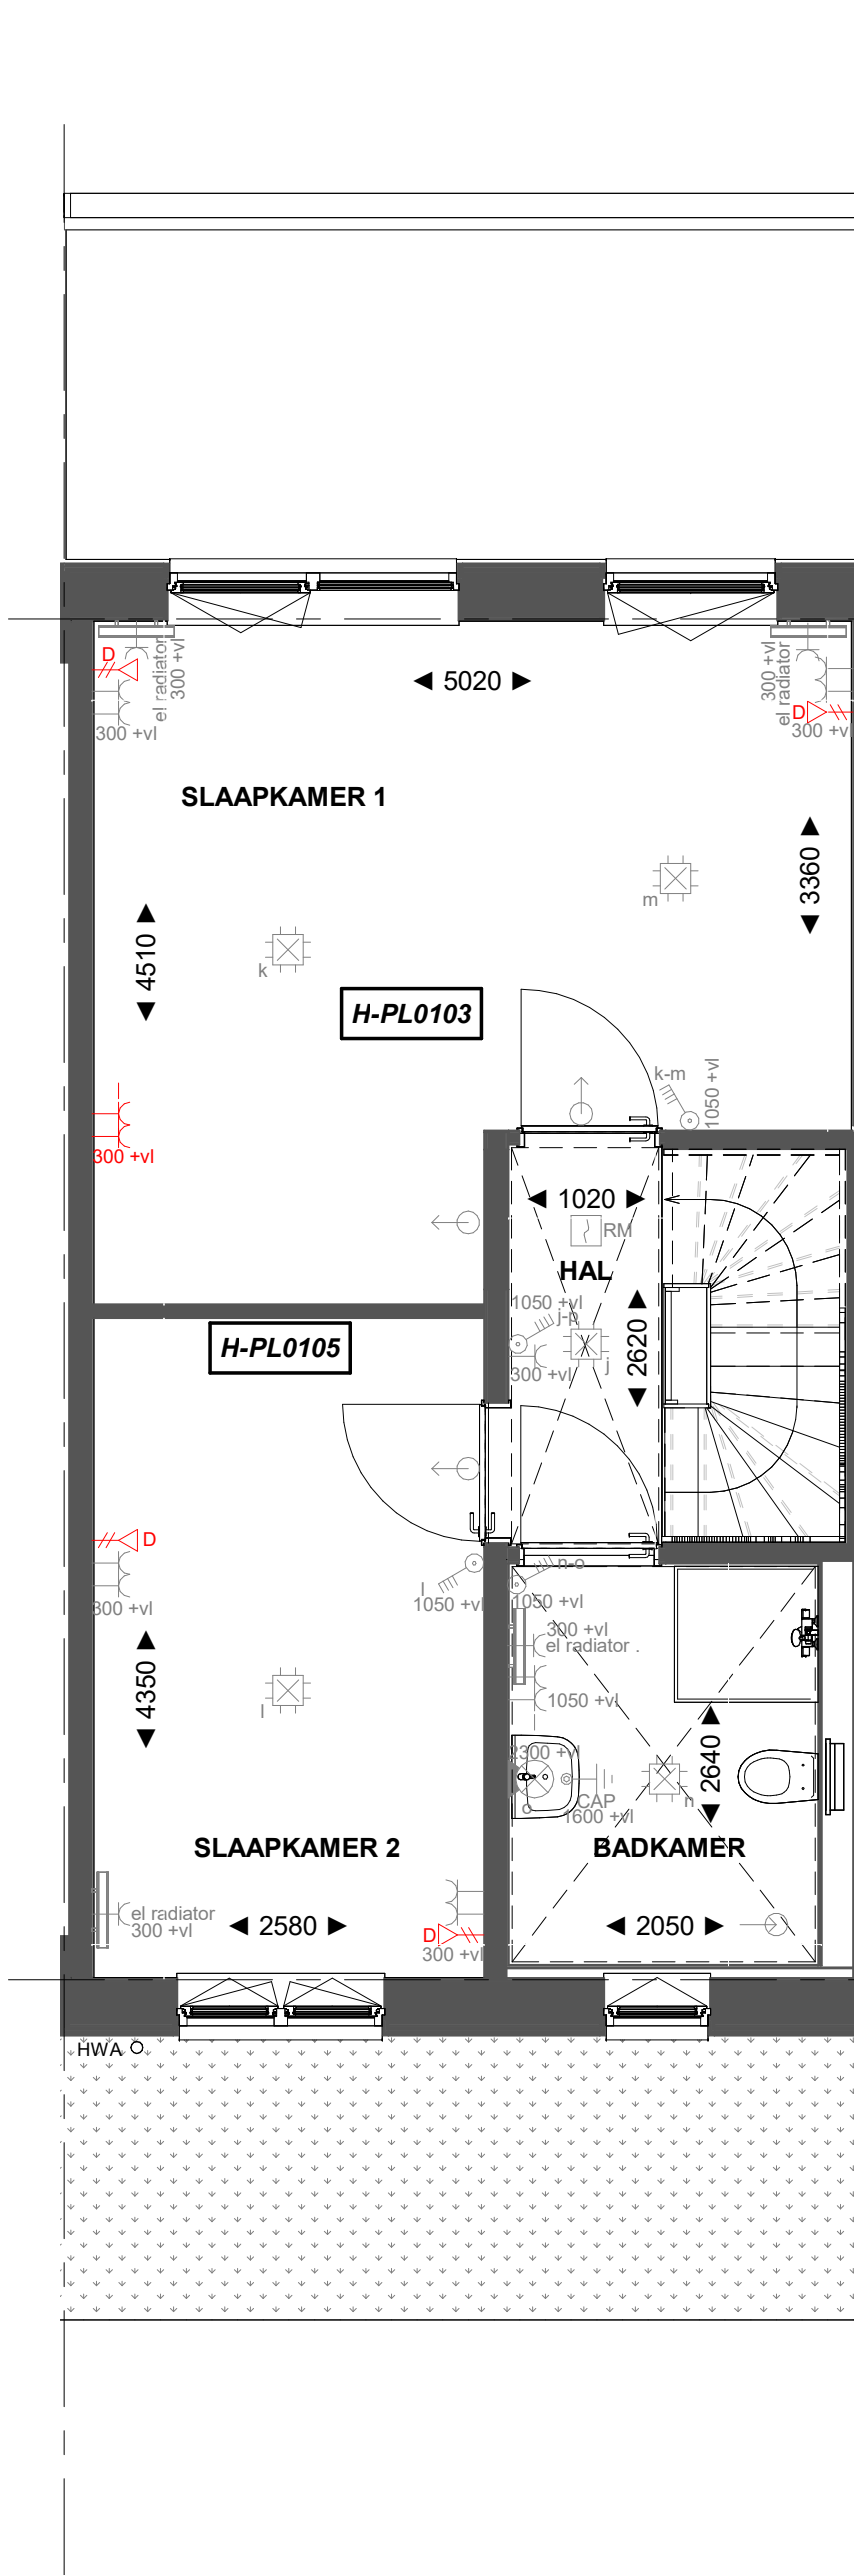 D
el radiator
300 +vl
300 +vl
5020
300 +vl
el radiator
D
300 +vl
SLAAPKAMER 1
3360
m
4510
k
H-PL0103
k-m
1050 +vl
300 +vl
1020
RM
HAL
1050 +vl
j-p
2620
300 +vl
j
H-PL0105
D
300 +vl
l
1050 +vl
n-o
1050 +vl
300 +vl
el radiator .
1050 +vl
4350
l
2300 +vl
2640
CAP
n
o
1600 +vl
SLAAPKAMER 2
BADKAMER
el radiator
300 +vl
2580
D
300 +vl
2050
HWA